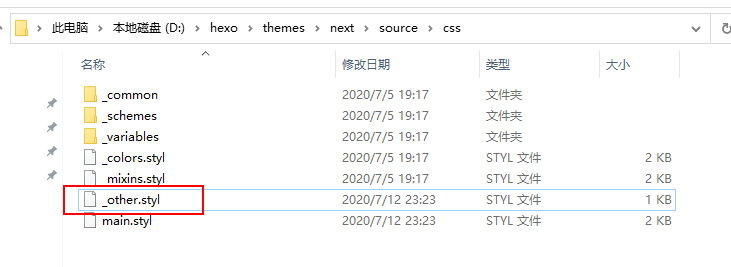 此电脑 > 本地磁盘 (D:) > hexo > themes > next > source > css
名称 修改日期 类型 大小
_common 2020/7/5 19:17 文件夹
_schemes 2020/7/5 19:17 文件夹
_variables 2020/7/5 19:17 文件夹
_colors.styl 2020/7/5 19:17 STYL 文件 2 KB
_mixins.styl 2020/7/5 19:17 STYL 文件 2 KB
_other.styl 2020/7/12 23:23 STYL 文件 1 KB
main.styl 2020/7/12 23:23 STYL 文件 2 KB